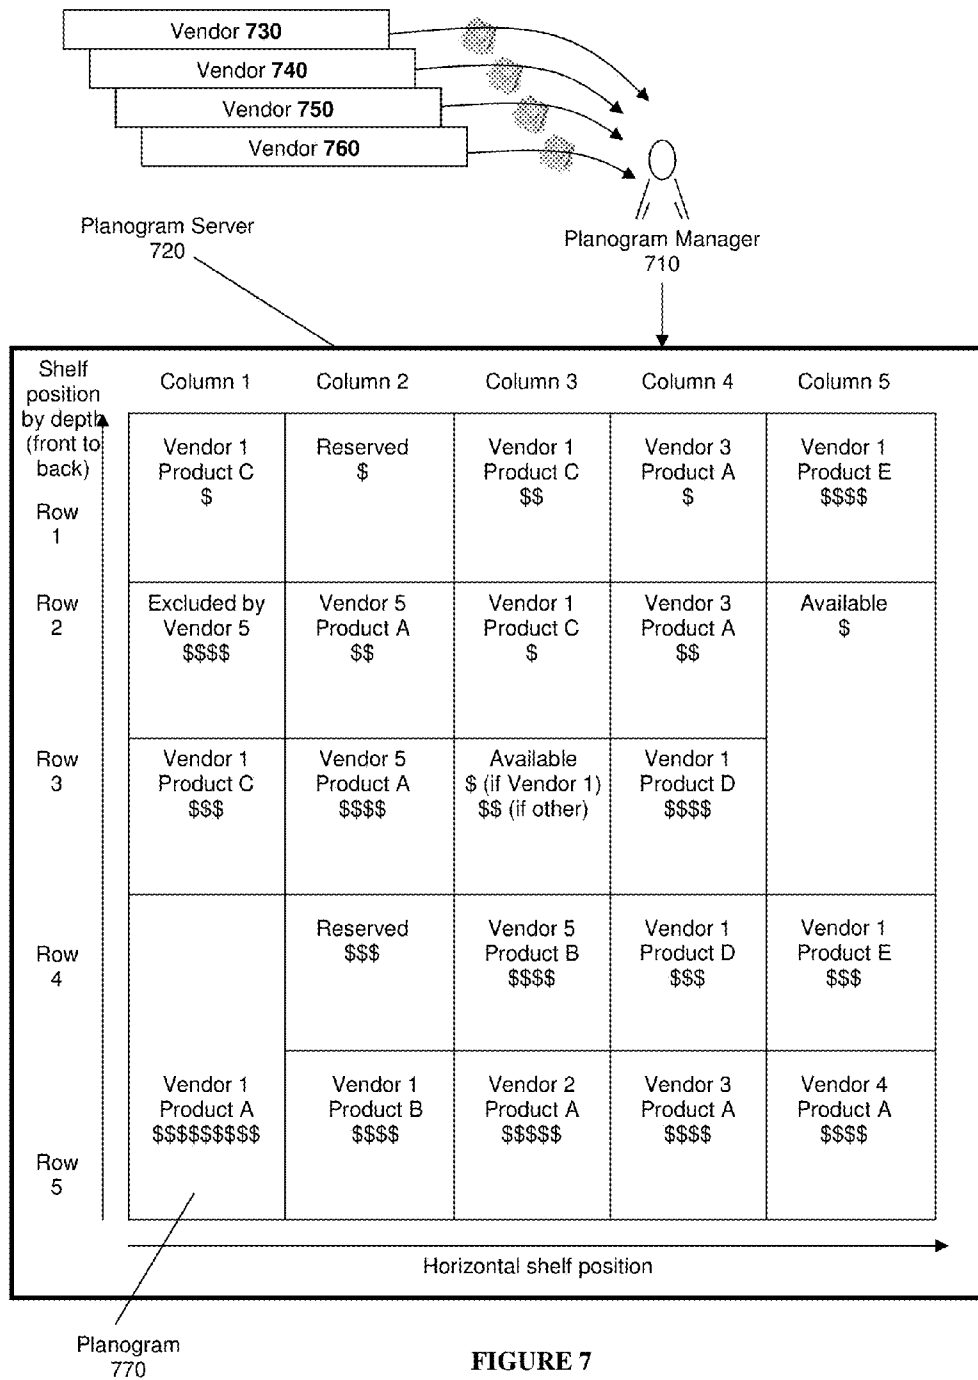 Vendor 730
Vendor 740
Vendor 750
Vendor 760
Planogram Server
720
Planogram Manager
710
Shelf
position
by depth
(front to
back)
Column 1
Column 2
Column 3
Column 4
Column 5
Row
1
Vendor 1
Product C
$
Reserved
$
Vendor 1
Product C
$$
Vendor 3
Product A
$
Vendor 1
Product E
$$$$
Row
2
Excluded by
Vendor 5
$$$$
Vendor 5
Product A
$$
Vendor 1
Product C
$
Vendor 3
Product A
$$
Available
$
Row
3
Vendor 1
Product C
$$$
Vendor 5
Product A
$$$$
Available
$ (if Vendor 1)
$$ (if other)
Vendor 1
Product D
$$$$
Row
4
Reserved
$$$
Vendor 5
Product B
$$$$
Vendor 1
Product D
$$$
Vendor 1
Product E
$$$
Row
5
Vendor 1
Product A
$$$$$$$$$
Vendor 1
Product B
$$$$
Vendor 2
Product A
$$$$$
Vendor 3
Product A
$$$$
Vendor 4
Product A
$$$$
Horizontal shelf position
Planogram
770
FIGURE 7